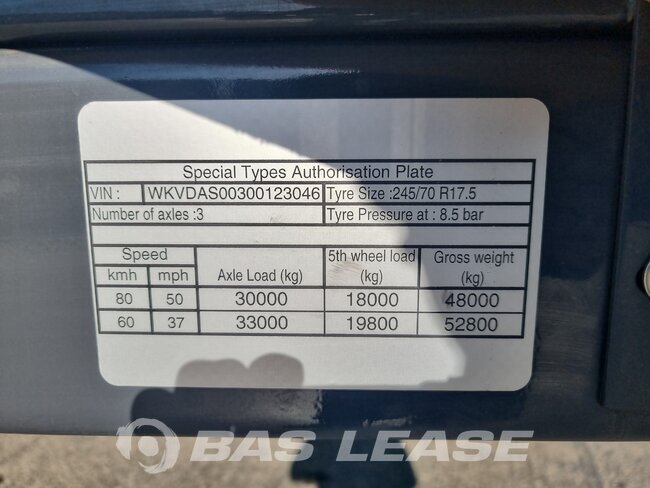 Special Types Authorisation Plate
VIN : WKVDAS00300123046 Tyre Size :245/70 R17.5
Number of axles :3 Tyre Pressure at : 8.5 bar
Speed 5th wheel load Gross weight
kmh mph Axle Load (kg) (kg) (kg)
80 50 30000 18000 48000
60 37 33000 19800 52800
BAS LEASE